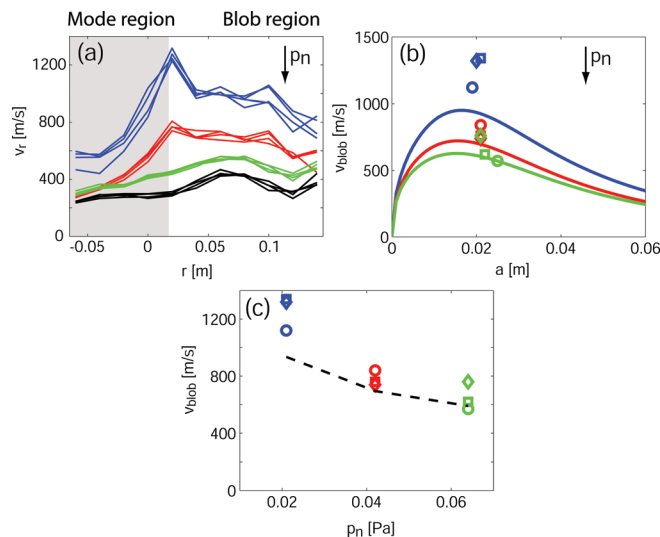 Mode region Blob region
(a)
pn
1200
800
400
0
vr [m/s]
-0.05 0 0.05 0.1
r [m]
(b)
pn
1500
1000
500
0
vblob [m/s]
0 0.02 0.04 0.06
a [m]
(c)
1200
800
400
0
vblob [m/s]
0.02 0.04 0.06
pn [Pa]